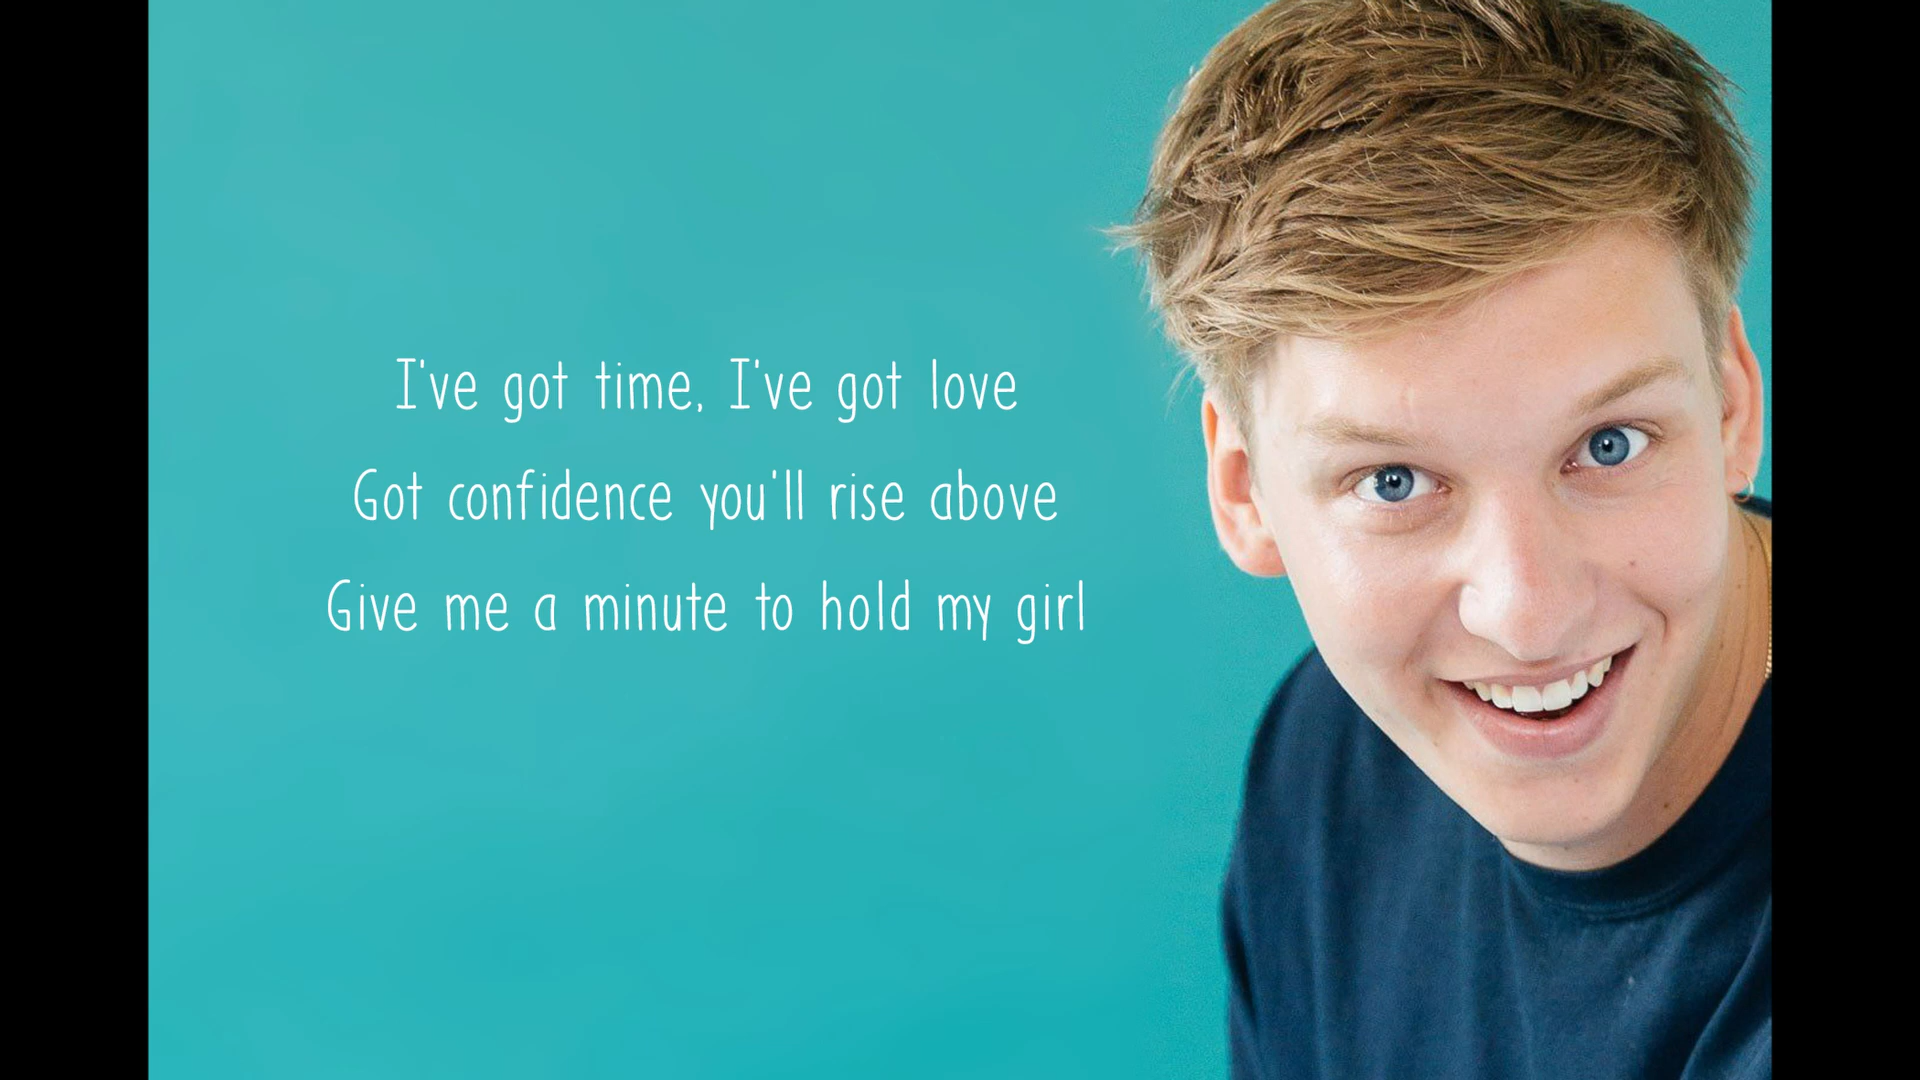 I've got time, I've got love
Got confidence you'll rise above
Give me a minute to hold my girl